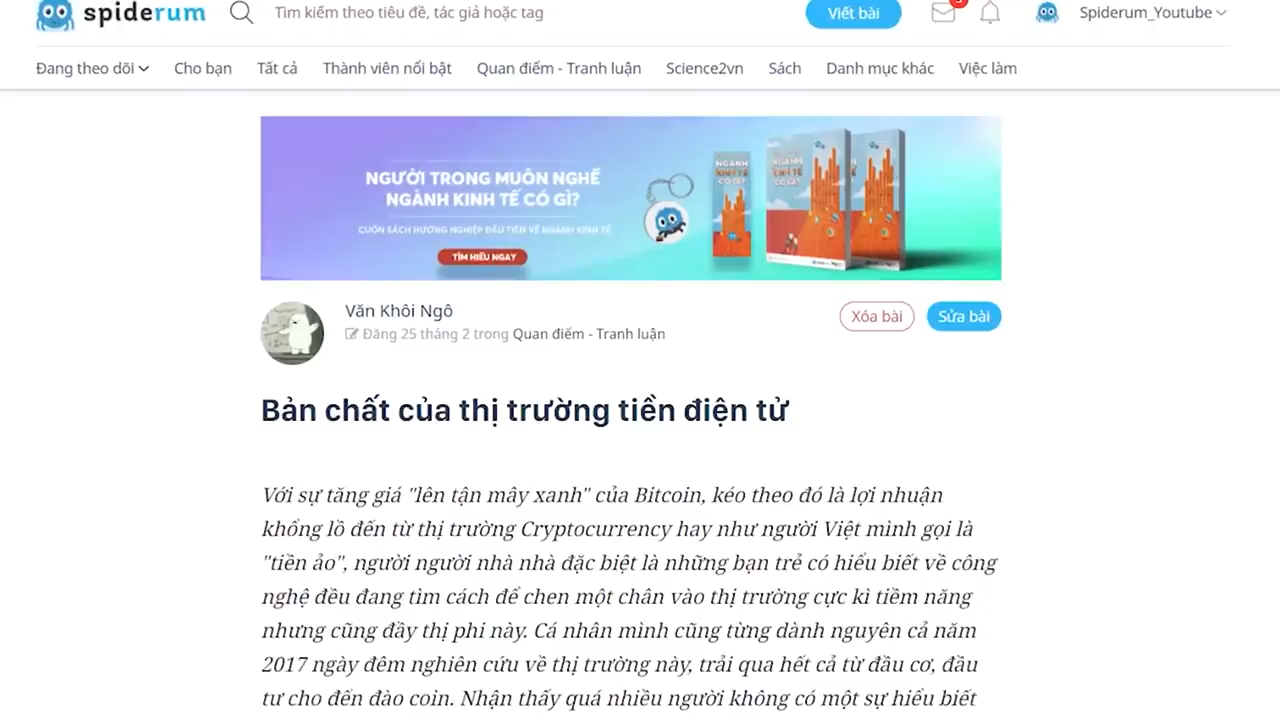 spiderum
Tìm kiếm theo tiêu đề, tác giả hoặc tag
Viết bài
Spiderum_Youtube
Đang theo dõi
Cho bạn
Tất cả
Thành viên nổi bật
Quan điểm - Tranh luận
Science2vn
Sách
Danh mục khác
Việc làm
NGƯỜI TRONG MUÔN NGHỀ
NGÀNH KINH TẾ CÓ GÌ?
CUỐN SÁCH HƯỚNG NGHIỆP ĐẦU TIÊN VỀ NGÀNH KINH TẾ
TÌM HIỂU NGAY
NGÀNH
KINH TẾ
CÓ GÌ?
NGÀNH
KINH TẾ
CÓ GÌ?
Văn Khôi Ngô
Đăng 25 tháng 2 trong Quan điểm - Tranh luận
Xóa bài
Sửa bài
Bản chất của thị trường tiền điện tử
Với sự tăng giá "lên tận mây xanh" của Bitcoin, kéo theo đó là lợi nhuận
khổng lồ đến từ thị trường Cryptocurrency hay như người Việt mình gọi là
"tiền ảo", người người nhà nhà đặc biệt là những bạn trẻ có hiểu biết về công
nghệ đều đang tìm cách để chen một chân vào thị trường cực kì tiềm năng
nhưng cũng đầy thị phi này. Cá nhân mình cũng từng dành nguyên cả năm
2017 ngày đêm nghiên cứu về thị trường này, trải qua hết cả từ đầu cơ, đầu
tư cho đến đào coin. Nhận thấy quá nhiều người không có một sự hiểu biết